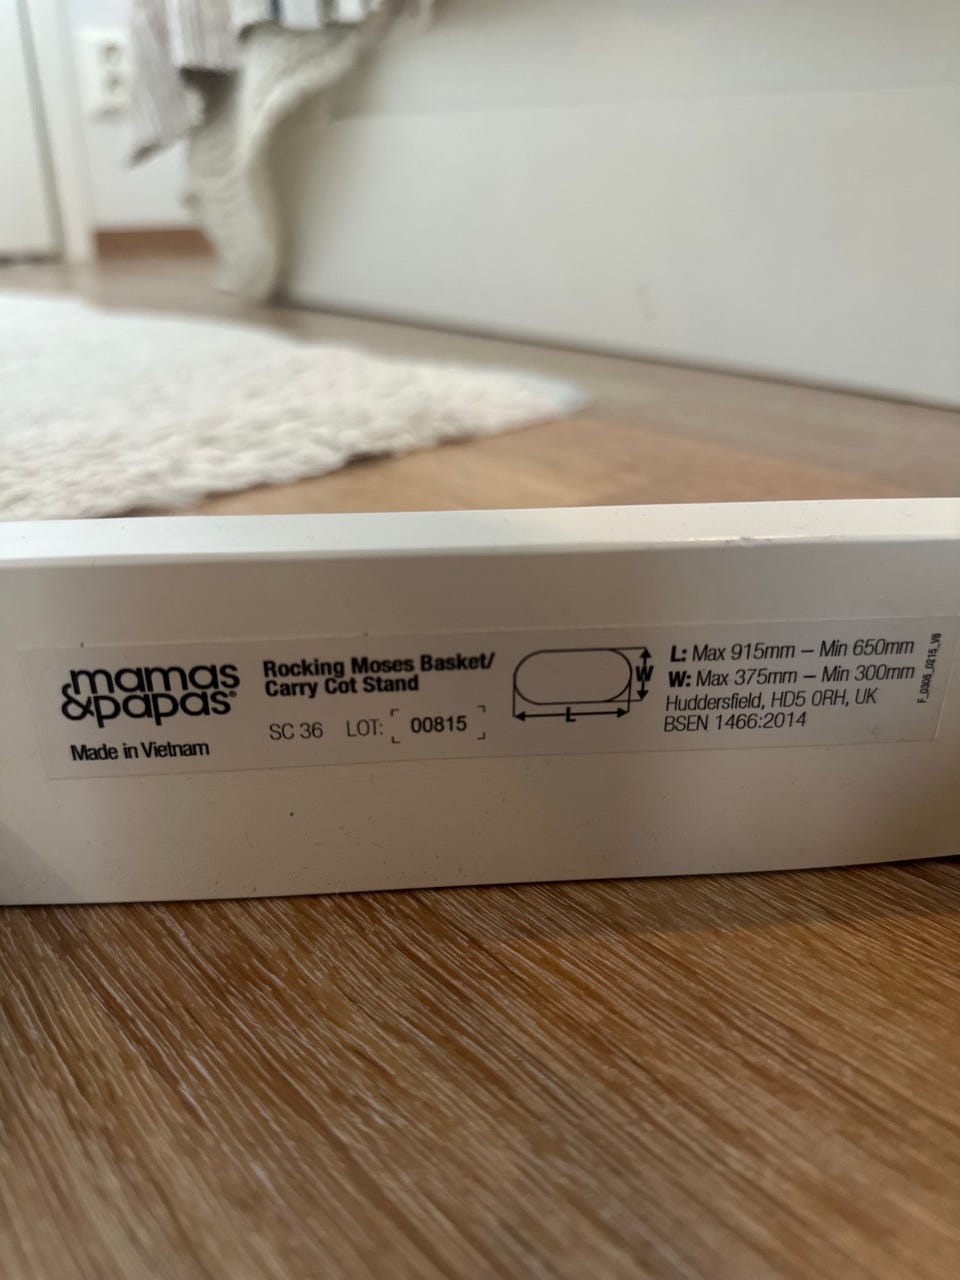 mamas
&papas®
Made in Vietnam
Rocking Moses Basket/
Carry Cot Stand
SC 36 LOT: 00815
W
L
L: Max 915mm – Min 650mm
W: Max 375mm – Min 300mm
Huddersfield, HD5 0RH, UK
BSEN 1466:2014
F_0306_0215_V8